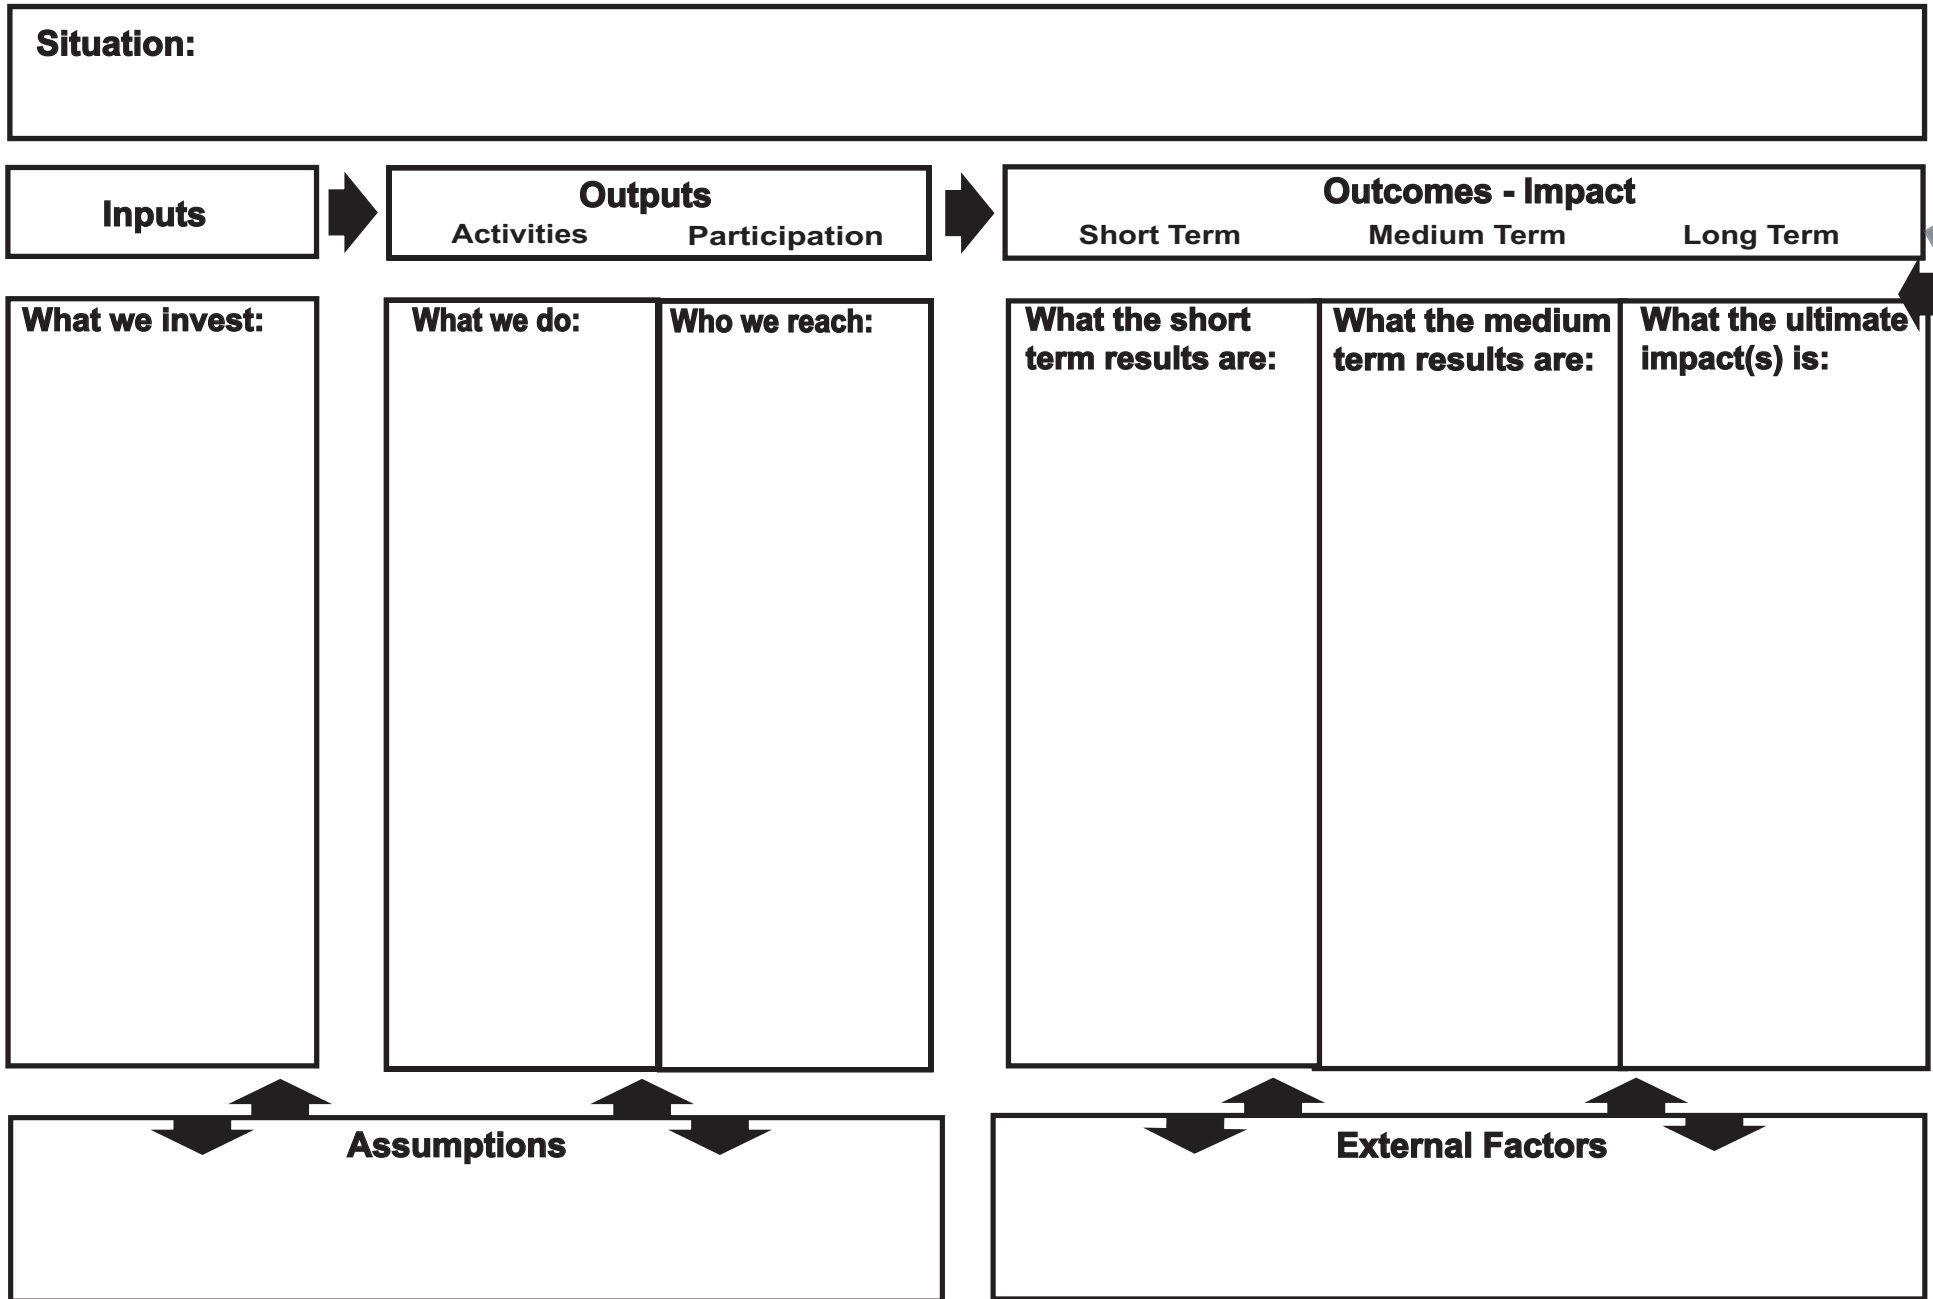 Situation:
Inputs
Outputs
Activities Participation
Outcomes - Impact
Short Term Medium Term Long Term
What we invest:
What we do:
Who we reach:
What the short
term results are:
What the medium
term results are:
What the ultimate
impact(s) is:
Assumptions
External Factors